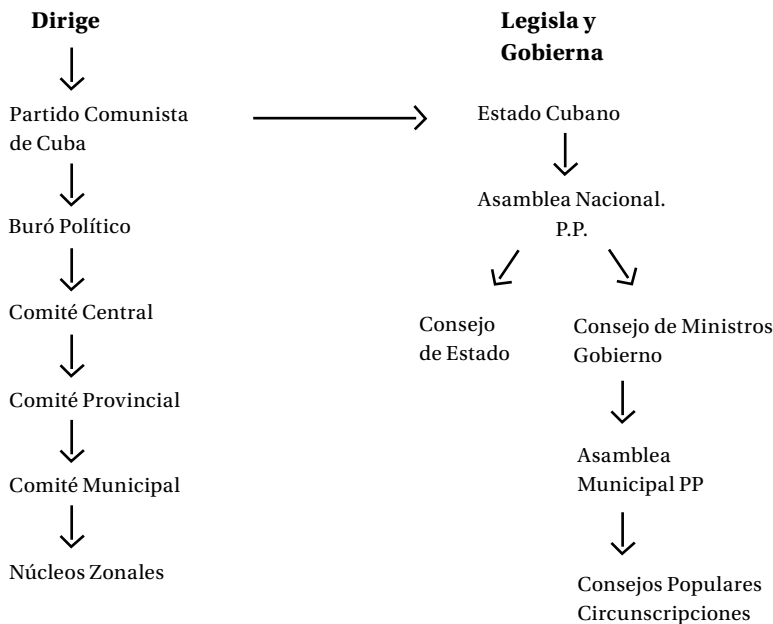 Dirige
Partido Comunista
de Cuba
Buró Político
Comité Central
Comité Provincial
Comité Municipal
Núcleos Zonales
Legisla y
Gobierna
Estado Cubano
Asamblea Nacional.
P.P.
Consejo
de Estado
Consejo de Ministros
Gobierno
Asamblea
Municipal PP
Consejos Populares
Circunscripciones